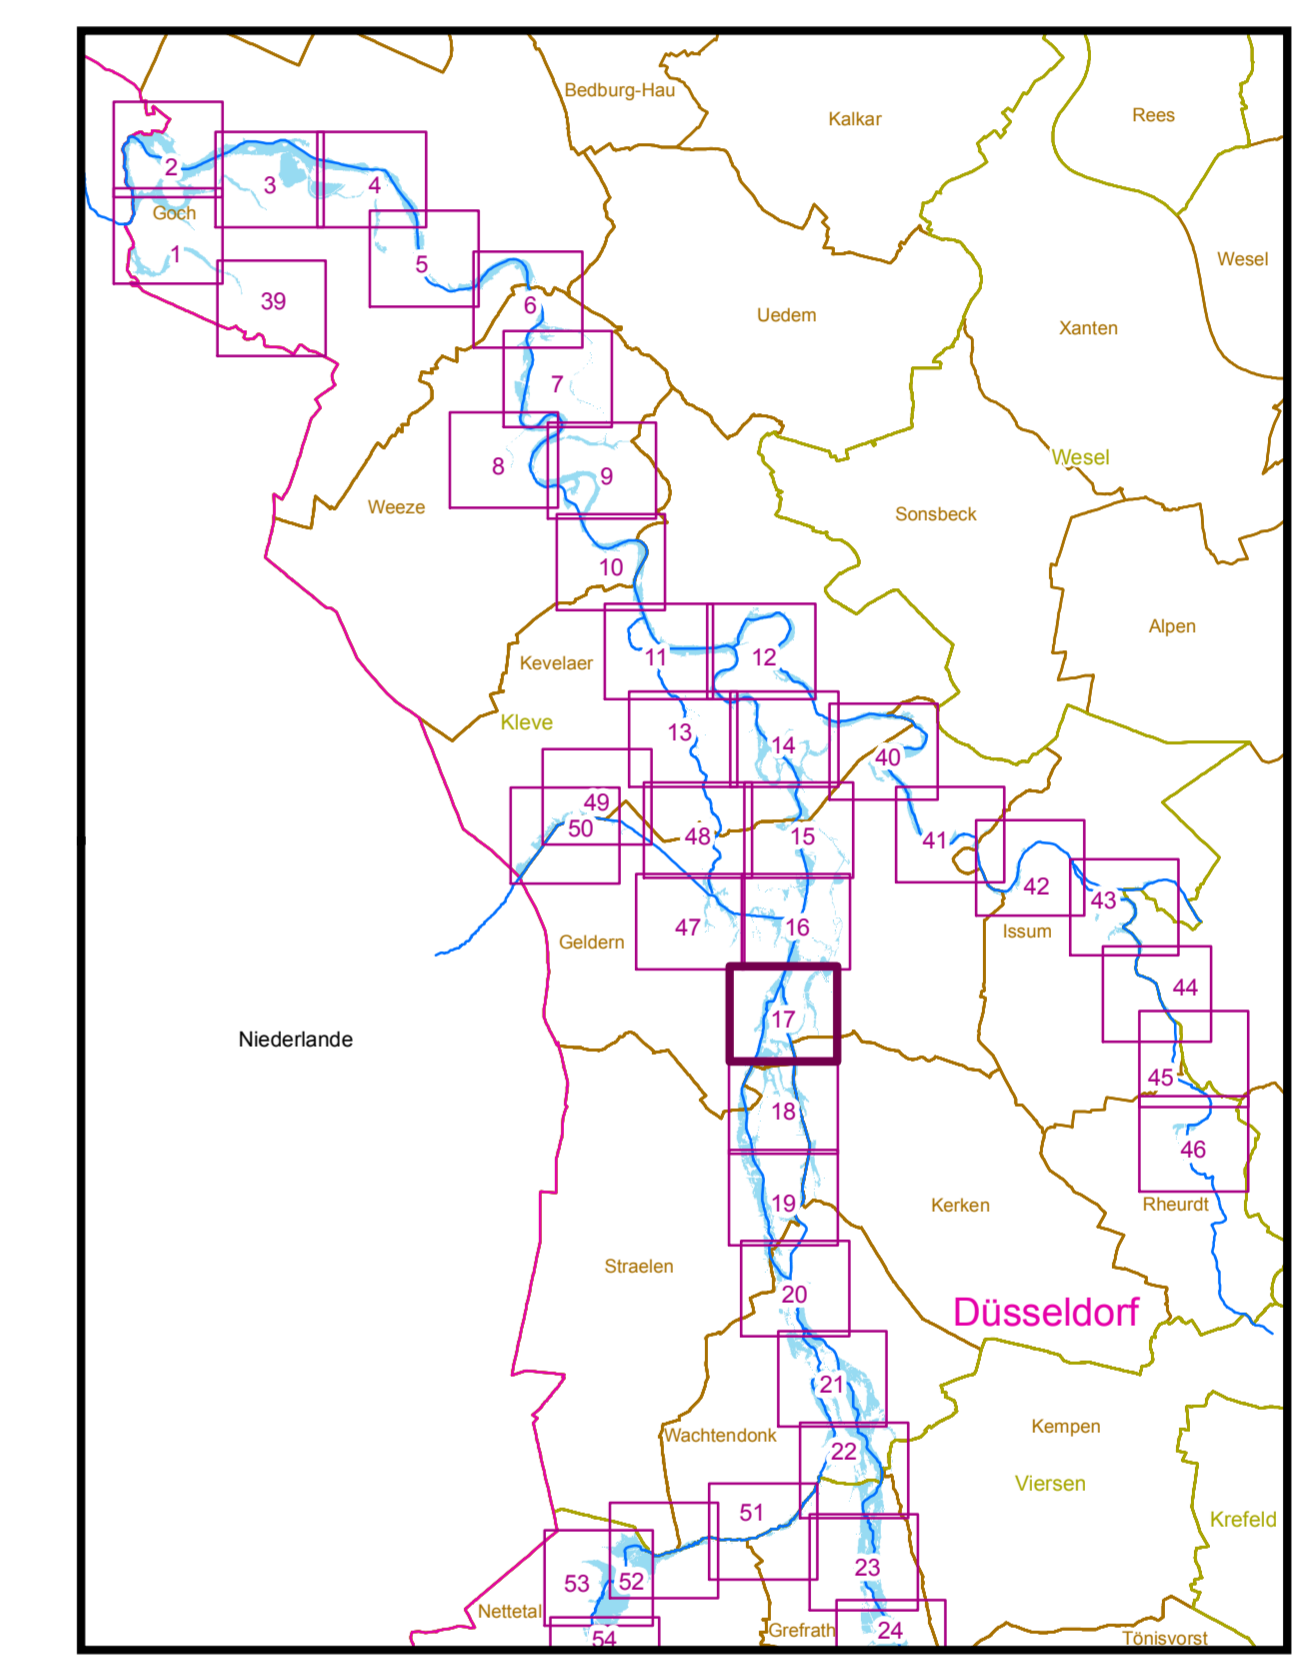 Bedburg-Hau
Kalkar
Rees
2
3
4
Goch
1
5
Wesel
39
6
Uedem
Xanten
7
Wesel
8
9
Weeze
Sonsbeck
10
Alpen
11
12
Kevelaer
Kleve
13
14
40
49
50
48
15
41
42
43
47
16
Issum
Geldern
44
17
Niederlande
45
18
46
19
Kerken
Rheurdt
Straelen
20
Düsseldorf
21
Kempen
Wachtendonk
22
Viersen
51
Krefeld
23
53
52
Nettetal
24
Grefrath
54
Tönisvorst